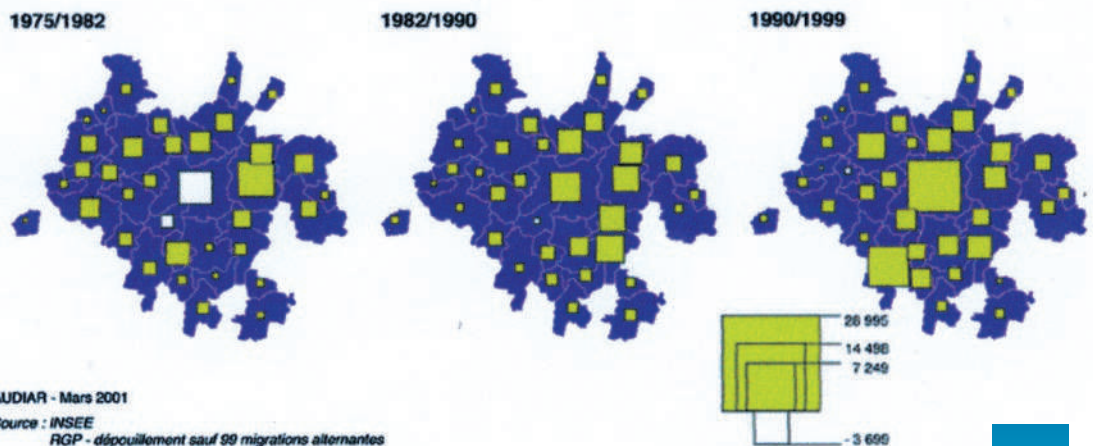 1975/1982
1982/1990
1990/1999
28 995
14 498
7 249
- 3 699
AUDIAR - Mars 2001
Source : INSEE
RGP - dépouillement sauf 99 migrations alternantes